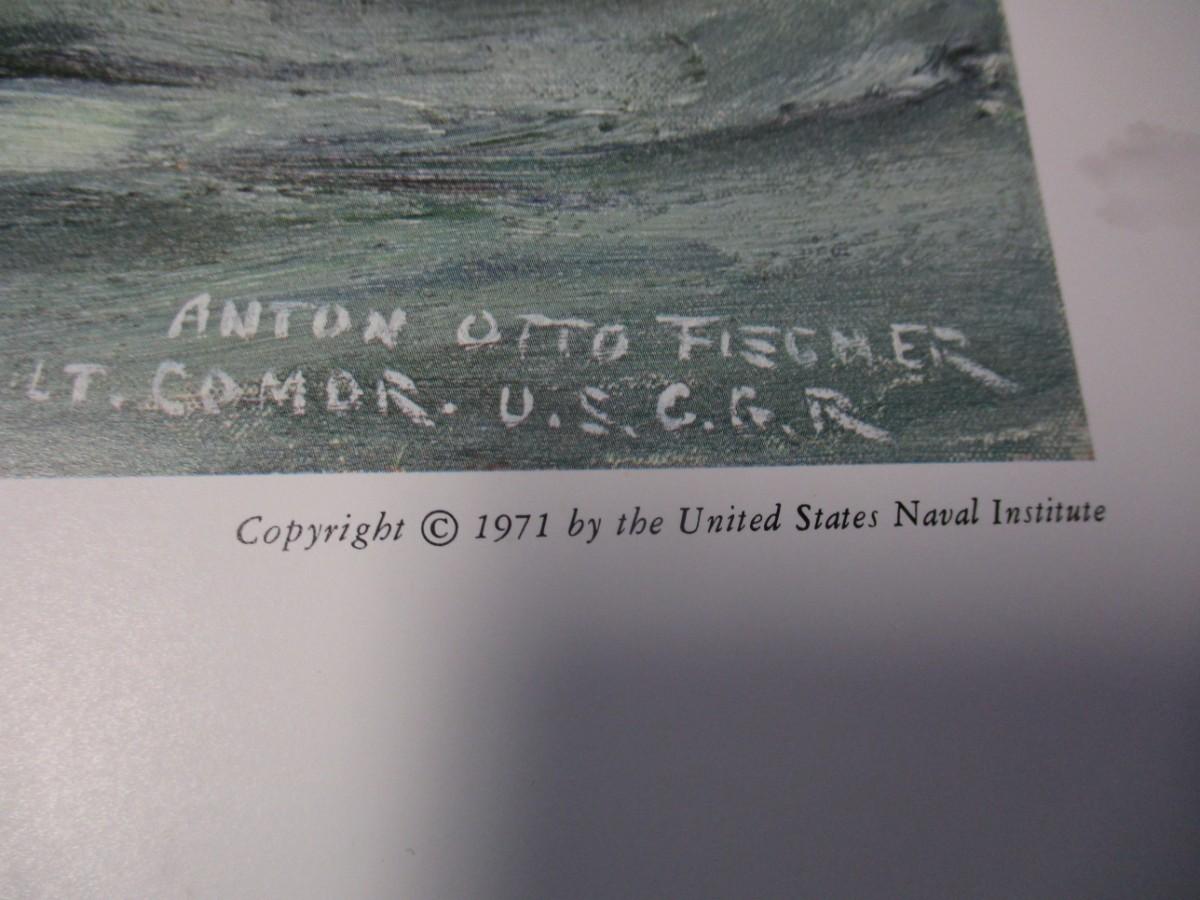 ANTON OTTO FISCHER
LT. COMDR. U.S.C.G.R
Copyright © 1971 by the United States Naval Institute